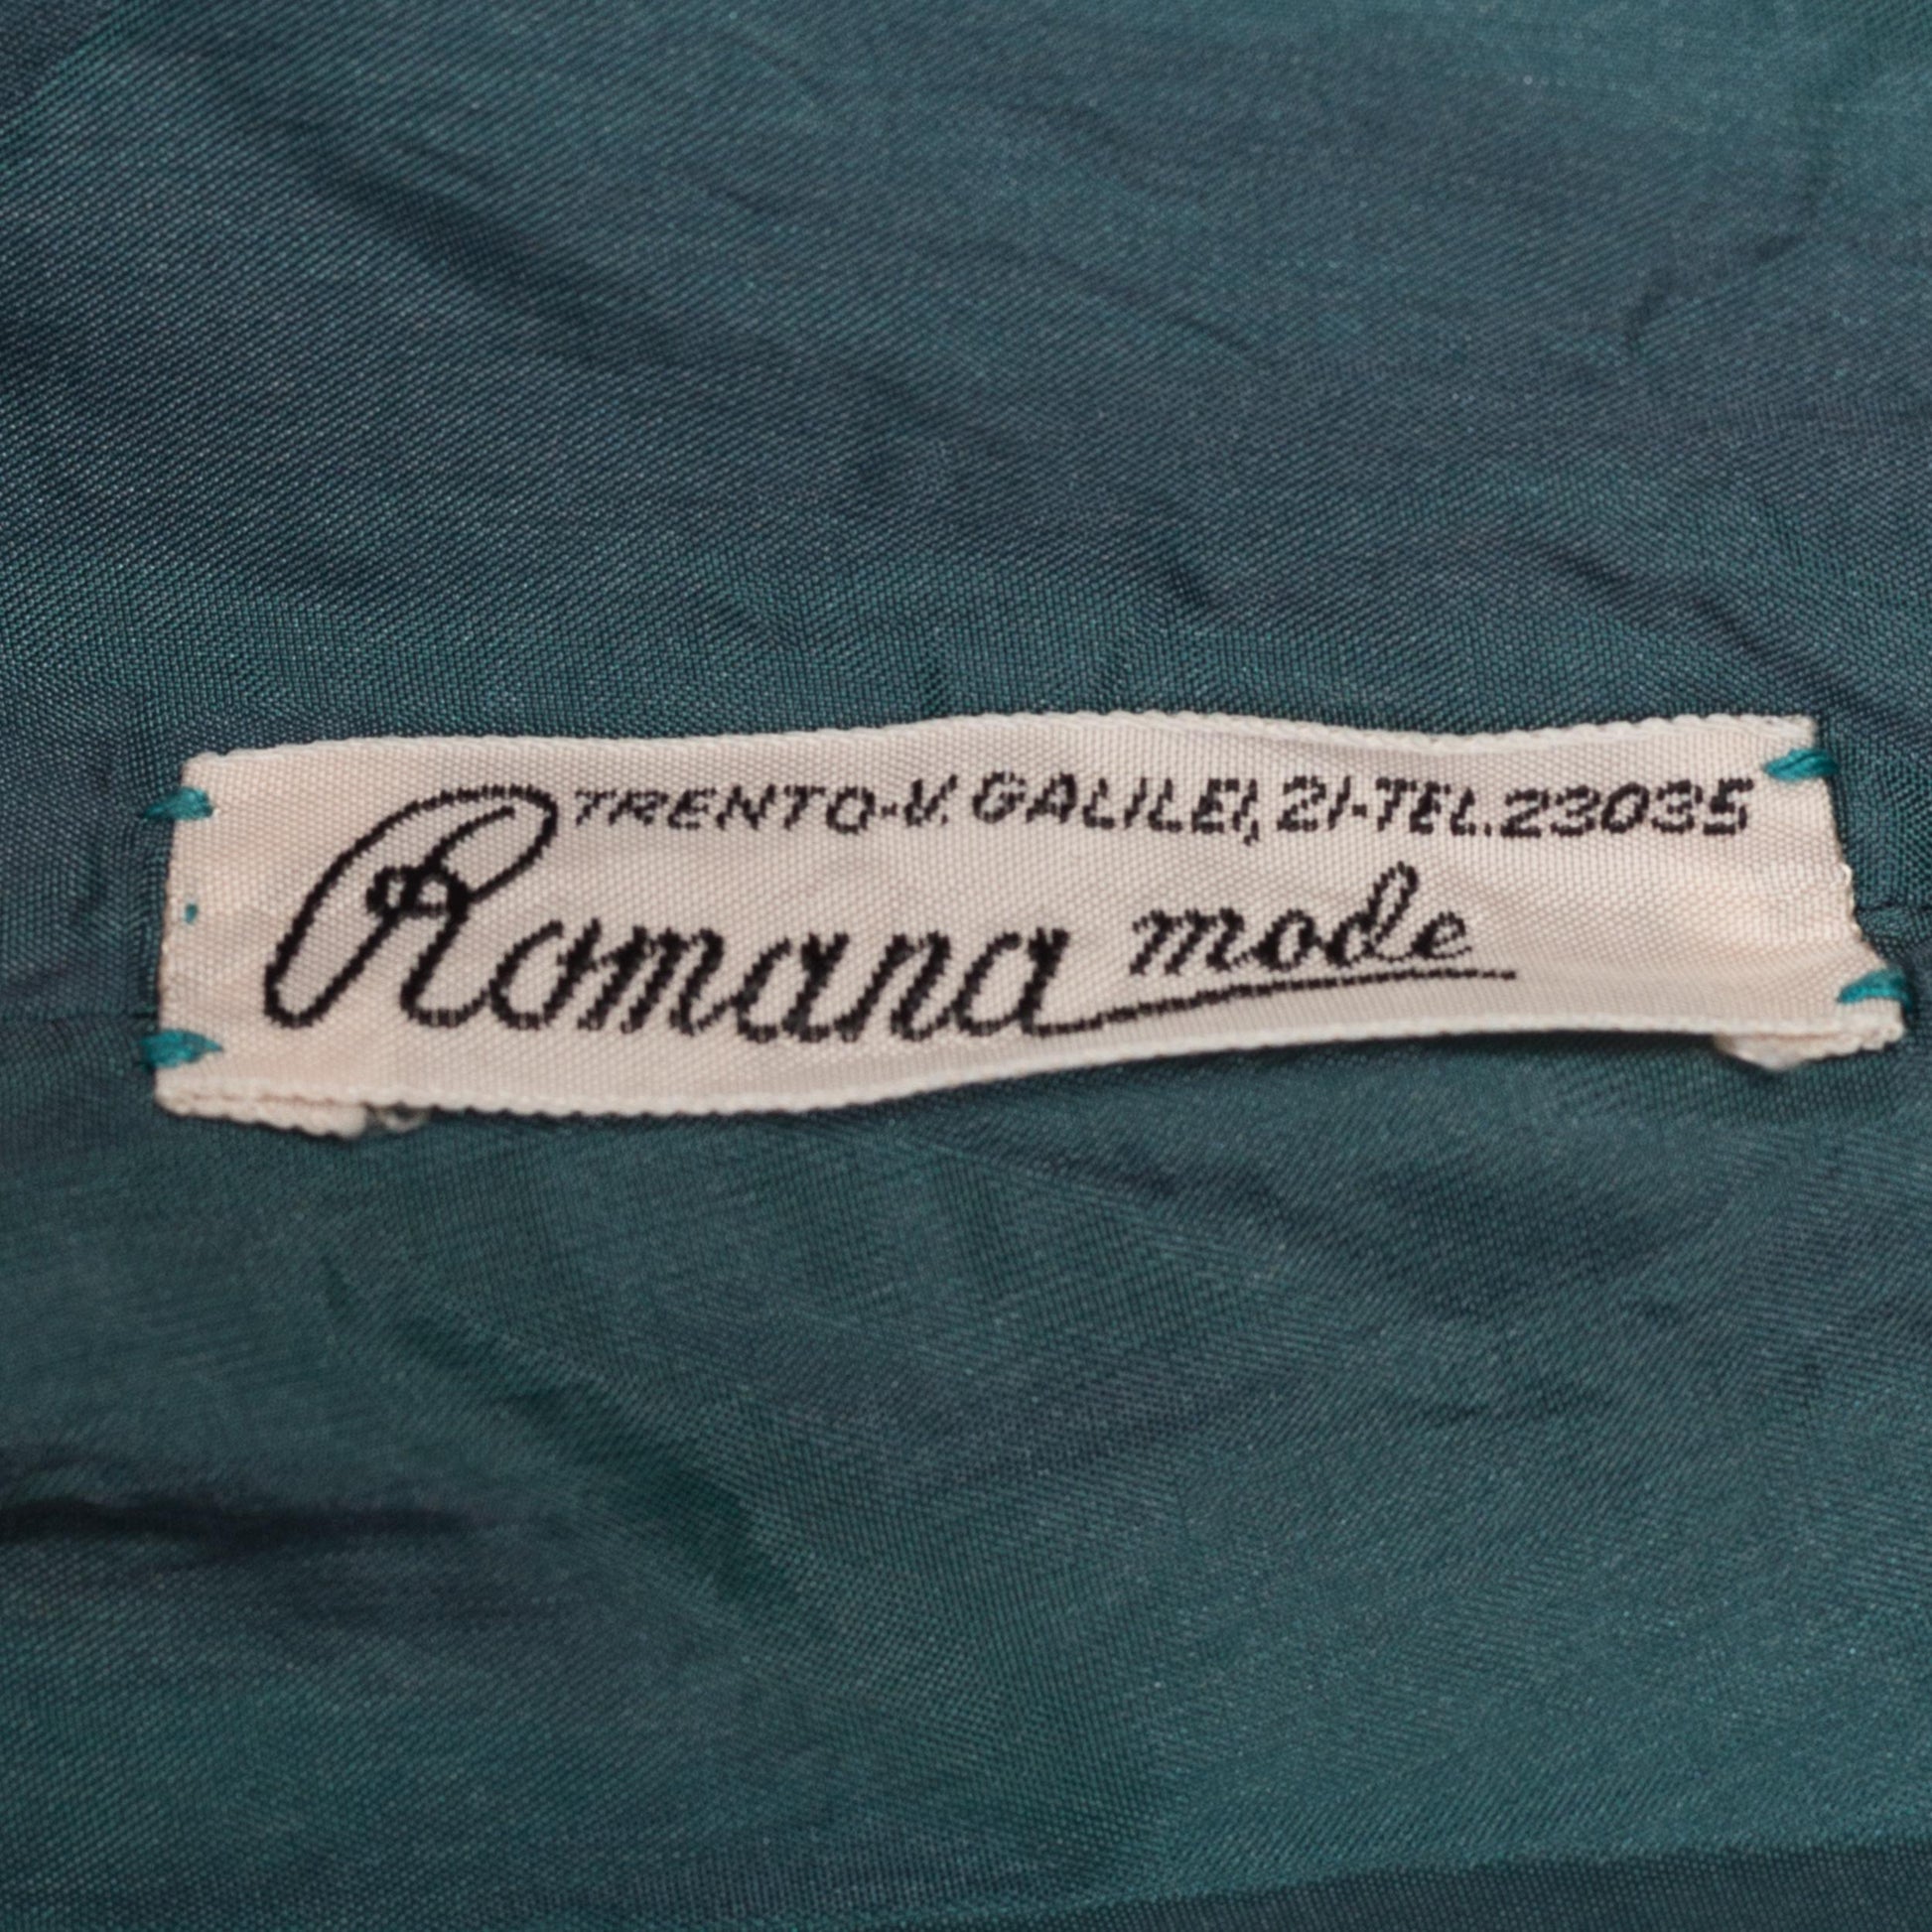 TRENTO-V. GALILEI, 21-TEL.23035
Romana mode